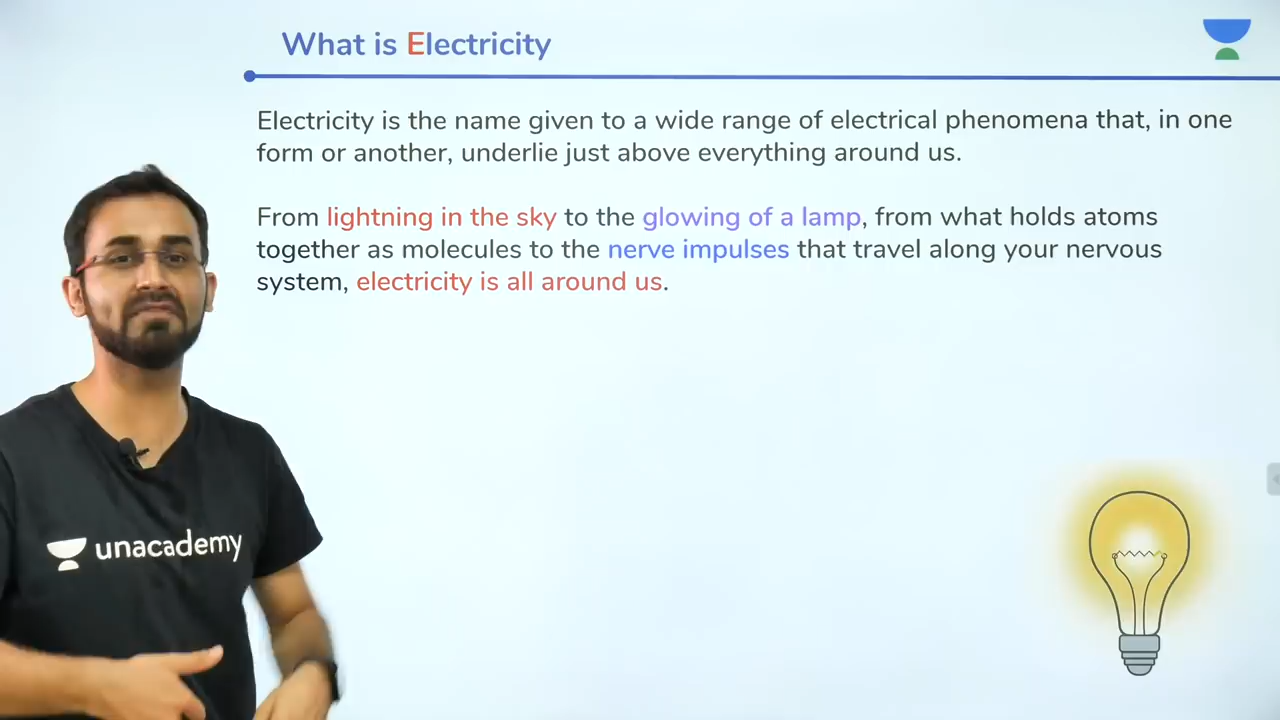 What is Electricity
Electricity is the name given to a wide range of electrical phenomena that, in one
form or another, underlie just above everything around us.
From lightning in the sky to the glowing of a lamp, from what holds atoms
together as molecules to the nerve impulses that travel along your nervous
system, electricity is all around us.
unacademy